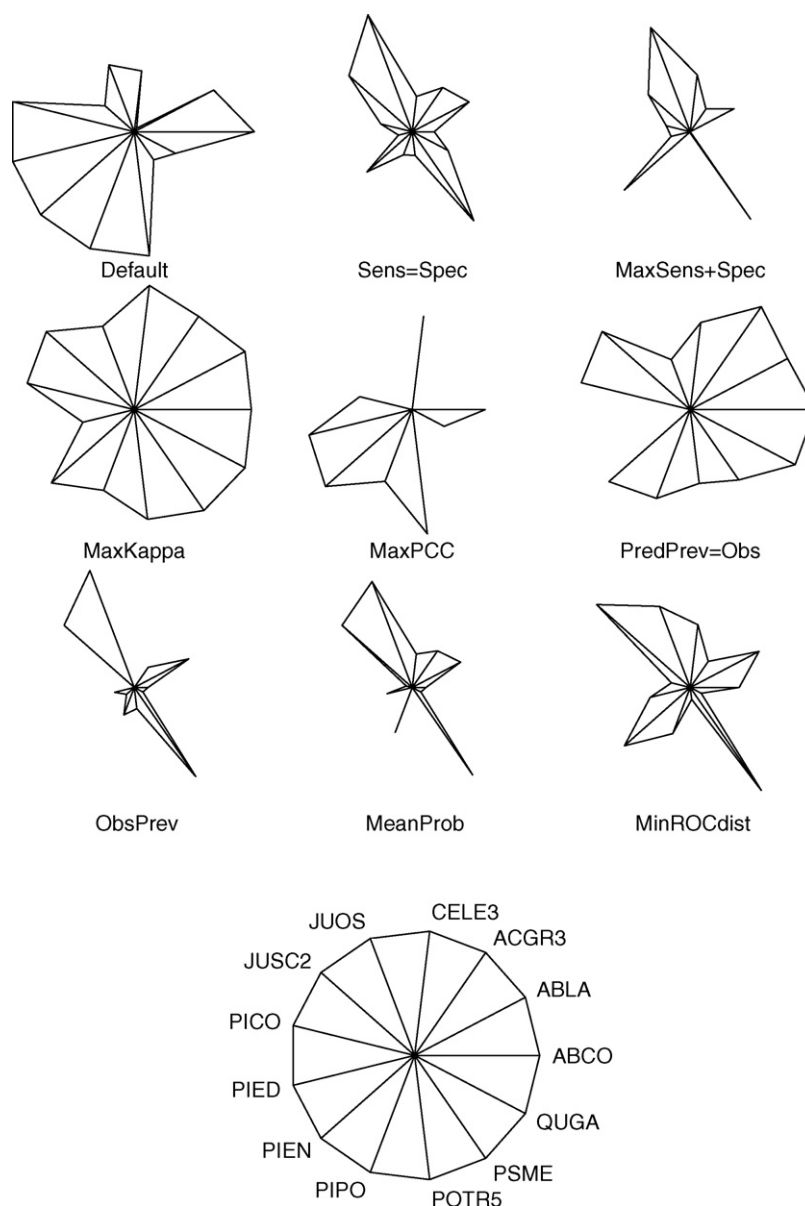 Default Sens=Spec MaxSens+Spec
MaxKappa MaxPCC PredPrev=Obs
ObsPrev MeanProb MinROCdist
CELE3
JUOS
ACGR3
JUSC2
ABLA
PICO
ABCO
PIED
QUGA
PIEN
PSME
PIPO
POTR5